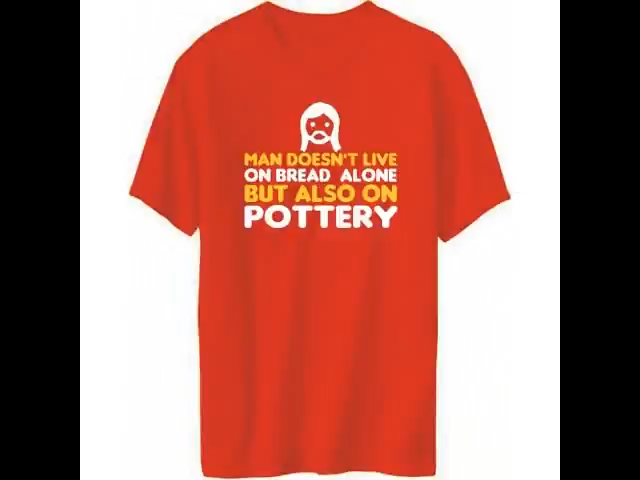 MAN DOESN'T LIVE
ON BREAD ALONE
BUT ALSO ON
POTTERY